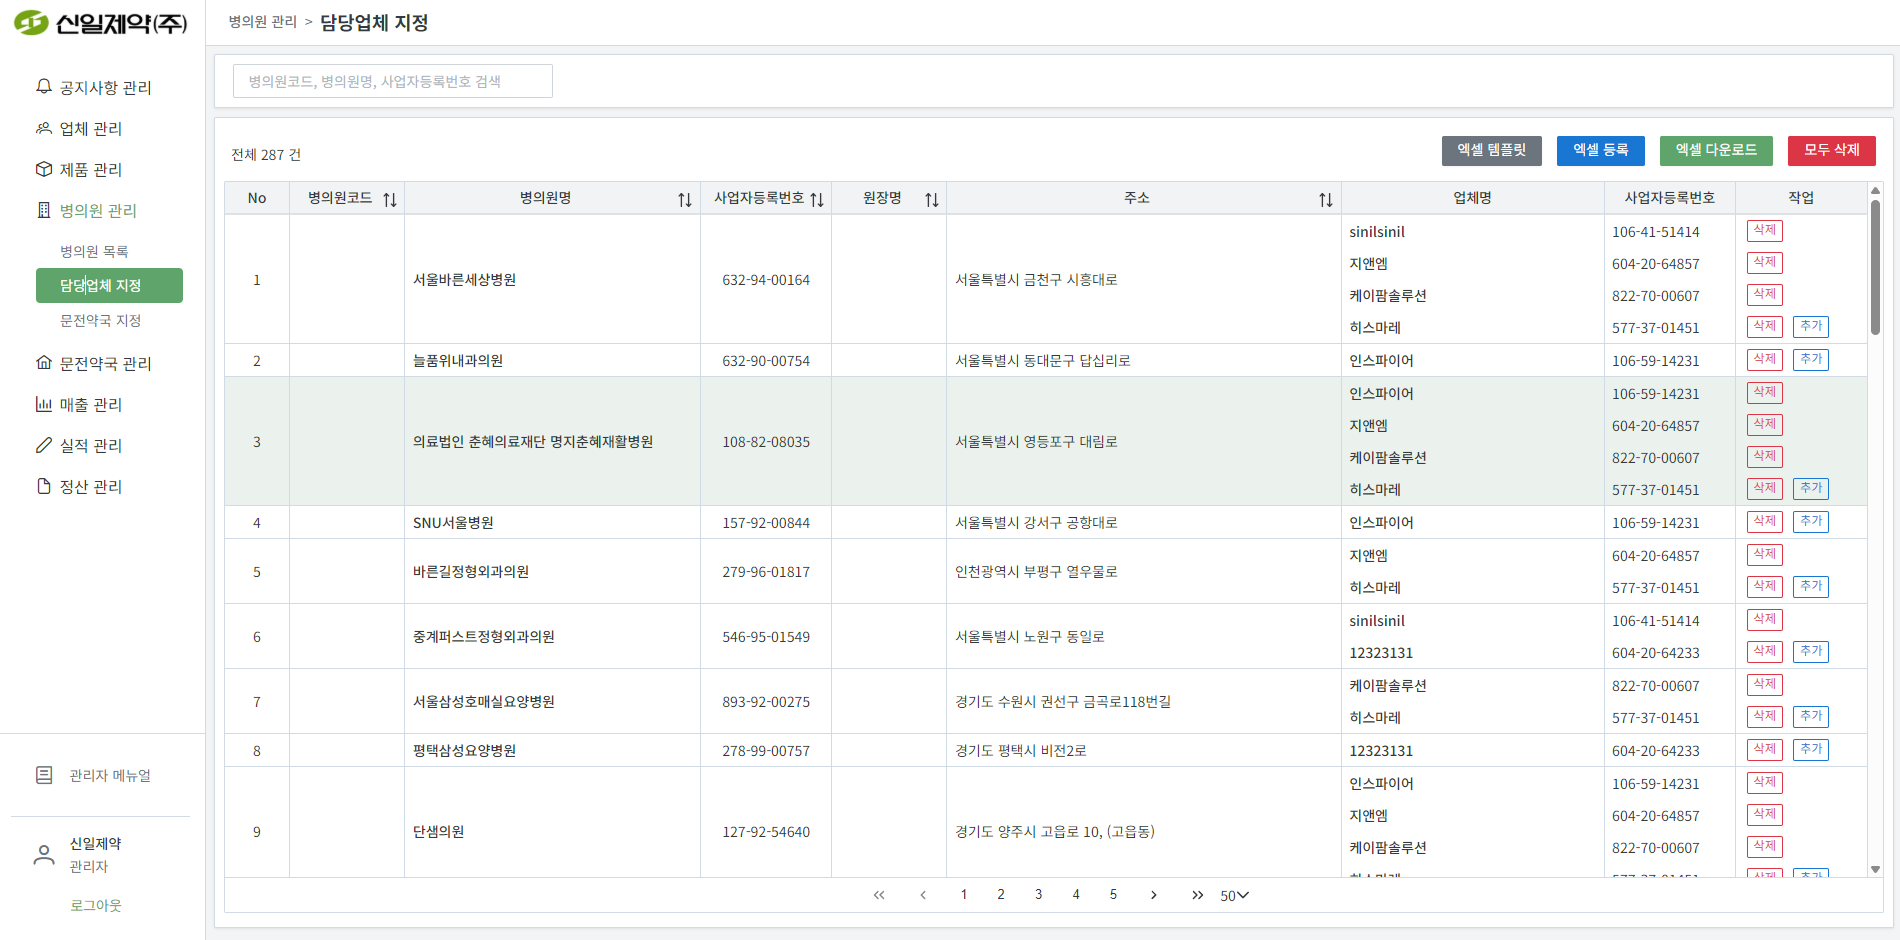 신일제약(주)
공지사항 관리
업체 관리
제품 관리
병의원 관리
병의원 목록
담당업체 지정
문전약국 지정
문전약국 관리
매출 관리
실적 관리
정산 관리
관리자 메뉴얼
신일제약
관리자
로그아웃
병의원 관리 > 담당업체 지정
병의원코드, 병의원명, 사업자등록번호 검색
전체 287 건
엑셀 템플릿 엑셀 등록 엑셀 다운로드 모두 삭제
No 병의원코드 병의원명 사업자등록번호 원장명 주소 업체명 사업자등록번호 작업
1 서울바른세상병원 632-94-00164 서울특별시 금천구 시흥대로
sinilsinil 106-41-51414 삭제
지앤엠 604-20-64857 삭제
케이팜솔루션 822-70-00607 삭제
히스마레 577-37-01451 삭제 추가
2 늘품위내과의원 632-90-00754 서울특별시 동대문구 답십리로 인스파이어 106-59-14231 삭제 추가
3 의료법인 춘혜의료재단 명지춘혜재활병원 108-82-08035 서울특별시 영등포구 대림로
인스파이어 106-59-14231 삭제
지앤엠 604-20-64857 삭제
케이팜솔루션 822-70-00607 삭제
히스마레 577-37-01451 삭제 추가
4 SNU서울병원 157-92-00844 서울특별시 강서구 공항대로 인스파이어 106-59-14231 삭제 추가
5 바른길정형외과의원 279-96-01817 인천광역시 부평구 열우물로
지앤엠 604-20-64857 삭제
히스마레 577-37-01451 삭제 추가
6 중계퍼스트정형외과의원 546-95-01549 서울특별시 노원구 동일로
sinilsinil 106-41-51414 삭제
12323131 604-20-64233 삭제 추가
7 서울삼성호매실요양병원 893-92-00275 경기도 수원시 권선구 금곡로118번길
케이팜솔루션 822-70-00607 삭제
히스마레 577-37-01451 삭제 추가
8 평택삼성요양병원 278-99-00757 경기도 평택시 비전2로 12323131 604-20-64233 삭제 추가
9 단샘의원 127-92-54640 경기도 양주시 고읍로 10, (고읍동)
인스파이어 106-59-14231 삭제
지앤엠 604-20-64857 삭제
케이팜솔루션 822-70-00607 삭제
« ‹ 1 2 3 4 5 › » 50